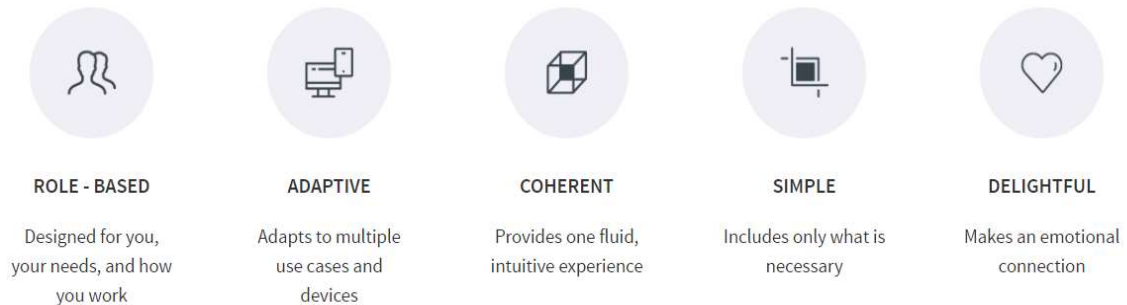 ROLE - BASED
Designed for you,
your needs, and how
you work
ADAPTIVE
Adapts to multiple
use cases and
devices
COHERENT
Provides one fluid,
intuitive experience
SIMPLE
Includes only what is
necessary
DELIGHTFUL
Makes an emotional
connection